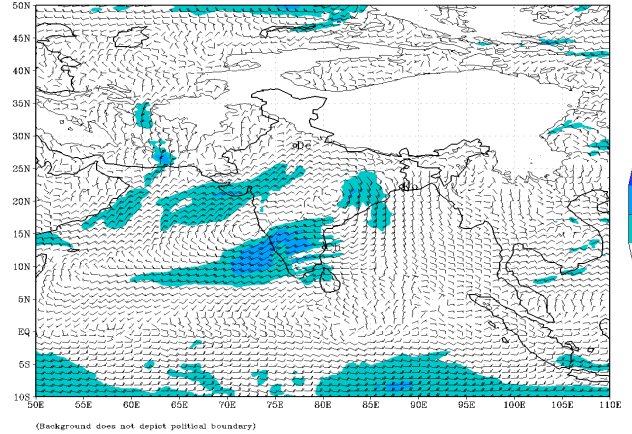 50N
45N
40N
35N
30N
25N
20N
15N
10N
5N
EQ
5S
10S
50E 55E 60E 65E 70E 75E 80E 85E 90E 95E 100E 105E 110E
(Background does not depict political boundary)